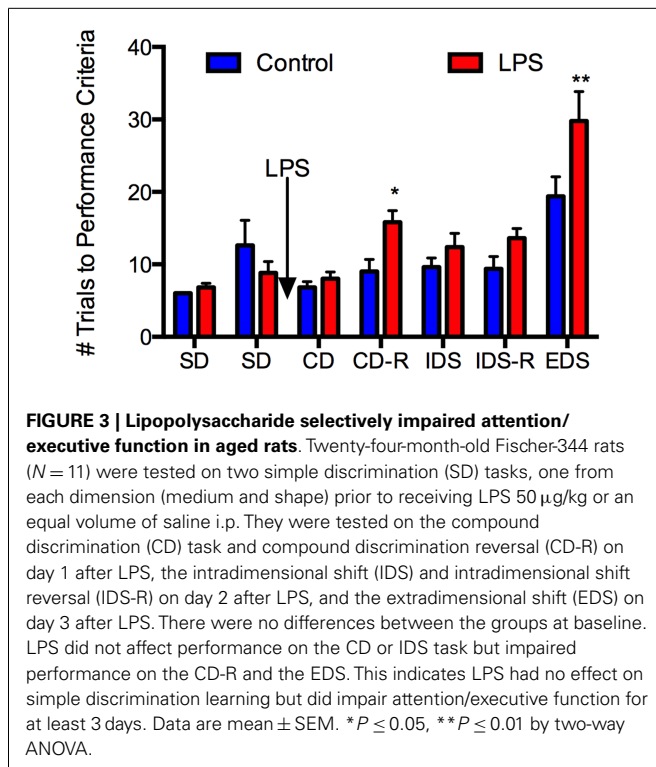 # Trials to Performance Criteria
40
30
20
10
0
Control
LPS
LPS
*
**
SD
SD
CD
CD-R
IDS
IDS-R
EDS
FIGURE 3 | Lipopolysaccharide selectively impaired attention/
executive function in aged rats. Twenty-four-month-old Fischer-344 rats
(N = 11) were tested on two simple discrimination (SD) tasks, one from
each dimension (medium and shape) prior to receiving LPS 50 μg/kg or an
equal volume of saline i.p. They were tested on the compound
discrimination (CD) task and compound discrimination reversal (CD-R) on
day 1 after LPS, the intradimensional shift (IDS) and intradimensional shift
reversal (IDS-R) on day 2 after LPS, and the extradimensional shift (EDS) on
day 3 after LPS. There were no differences between the groups at baseline.
LPS did not affect performance on the CD or IDS task but impaired
performance on the CD-R and the EDS. This indicates LPS had no effect on
simple discrimination learning but did impair attention/executive function for
at least 3 days. Data are mean ± SEM. *P ≤ 0.05, **P ≤ 0.01 by two-way
ANOVA.